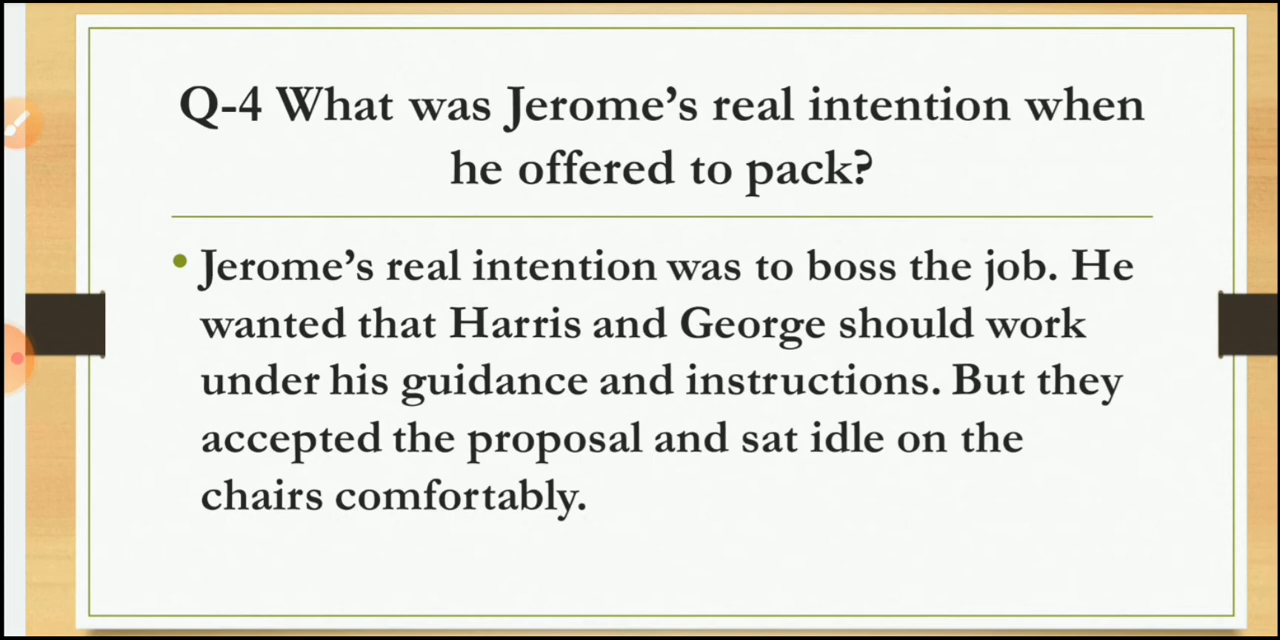 Q-4 What was Jerome’s real intention when
he offered to pack?
• Jerome’s real intention was to boss the job. He
wanted that Harris and George should work
under his guidance and instructions. But they
accepted the proposal and sat idle on the
chairs comfortably.